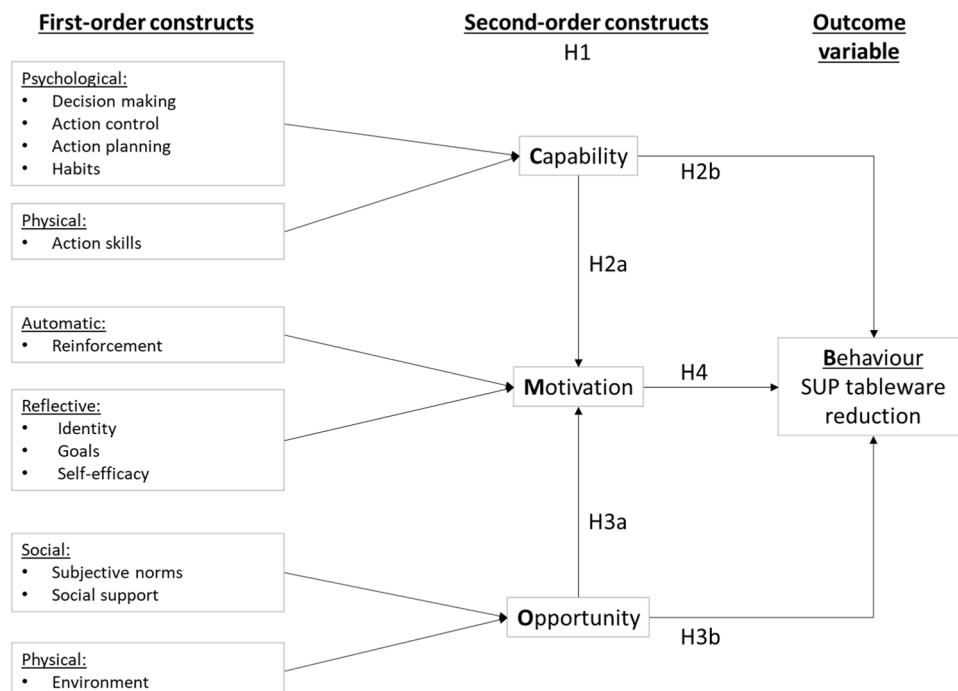 First-order constructs
Second-order constructs
Outcome
variable
H1
Psychological:
• Decision making
• Action control
• Action planning
• Habits
Physical:
• Action skills
Automatic:
• Reinforcement
Reflective:
• Identity
• Goals
• Self-efficacy
Social:
• Subjective norms
• Social support
Physical:
• Environment
Capability
H2b
H2a
Motivation
H4
H3a
Opportunity
H3b
Behaviour
SUP tableware
reduction